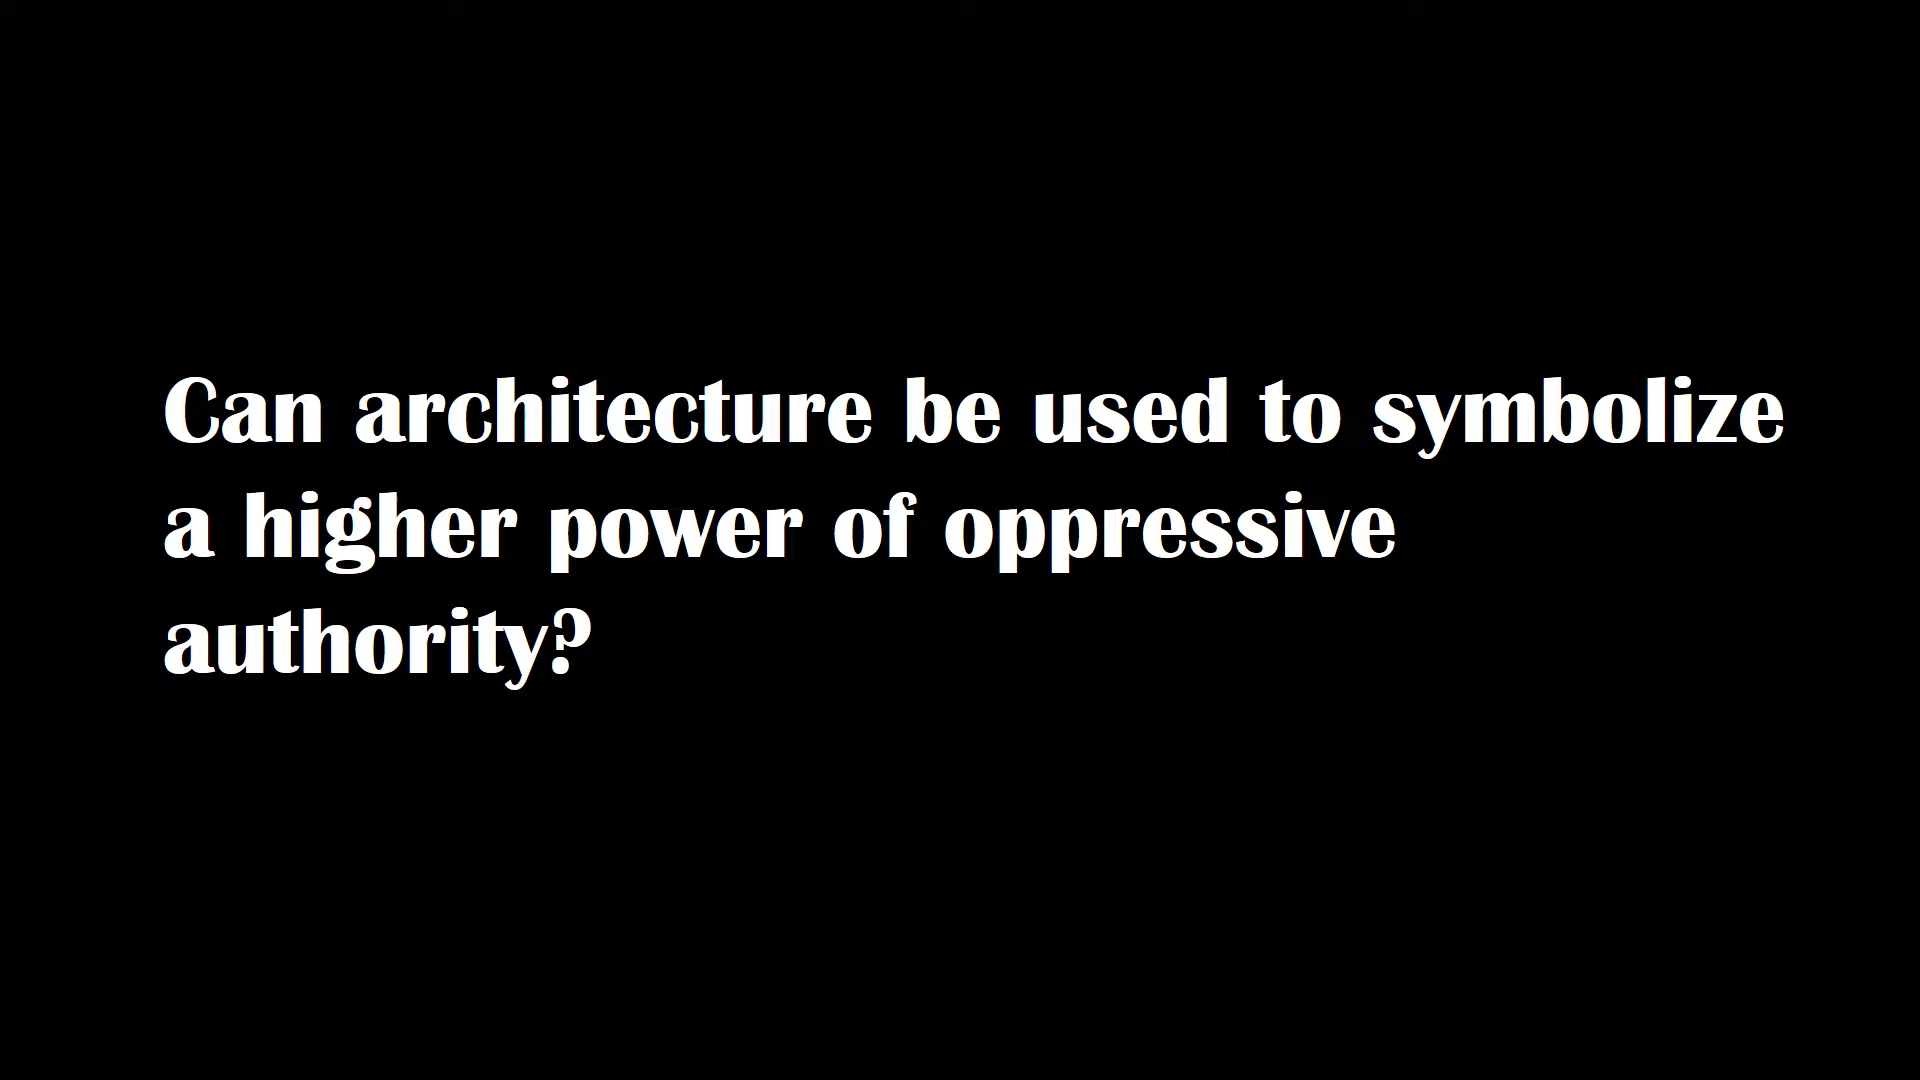 Can architecture be used to symbolize
a higher power of oppressive
authority?